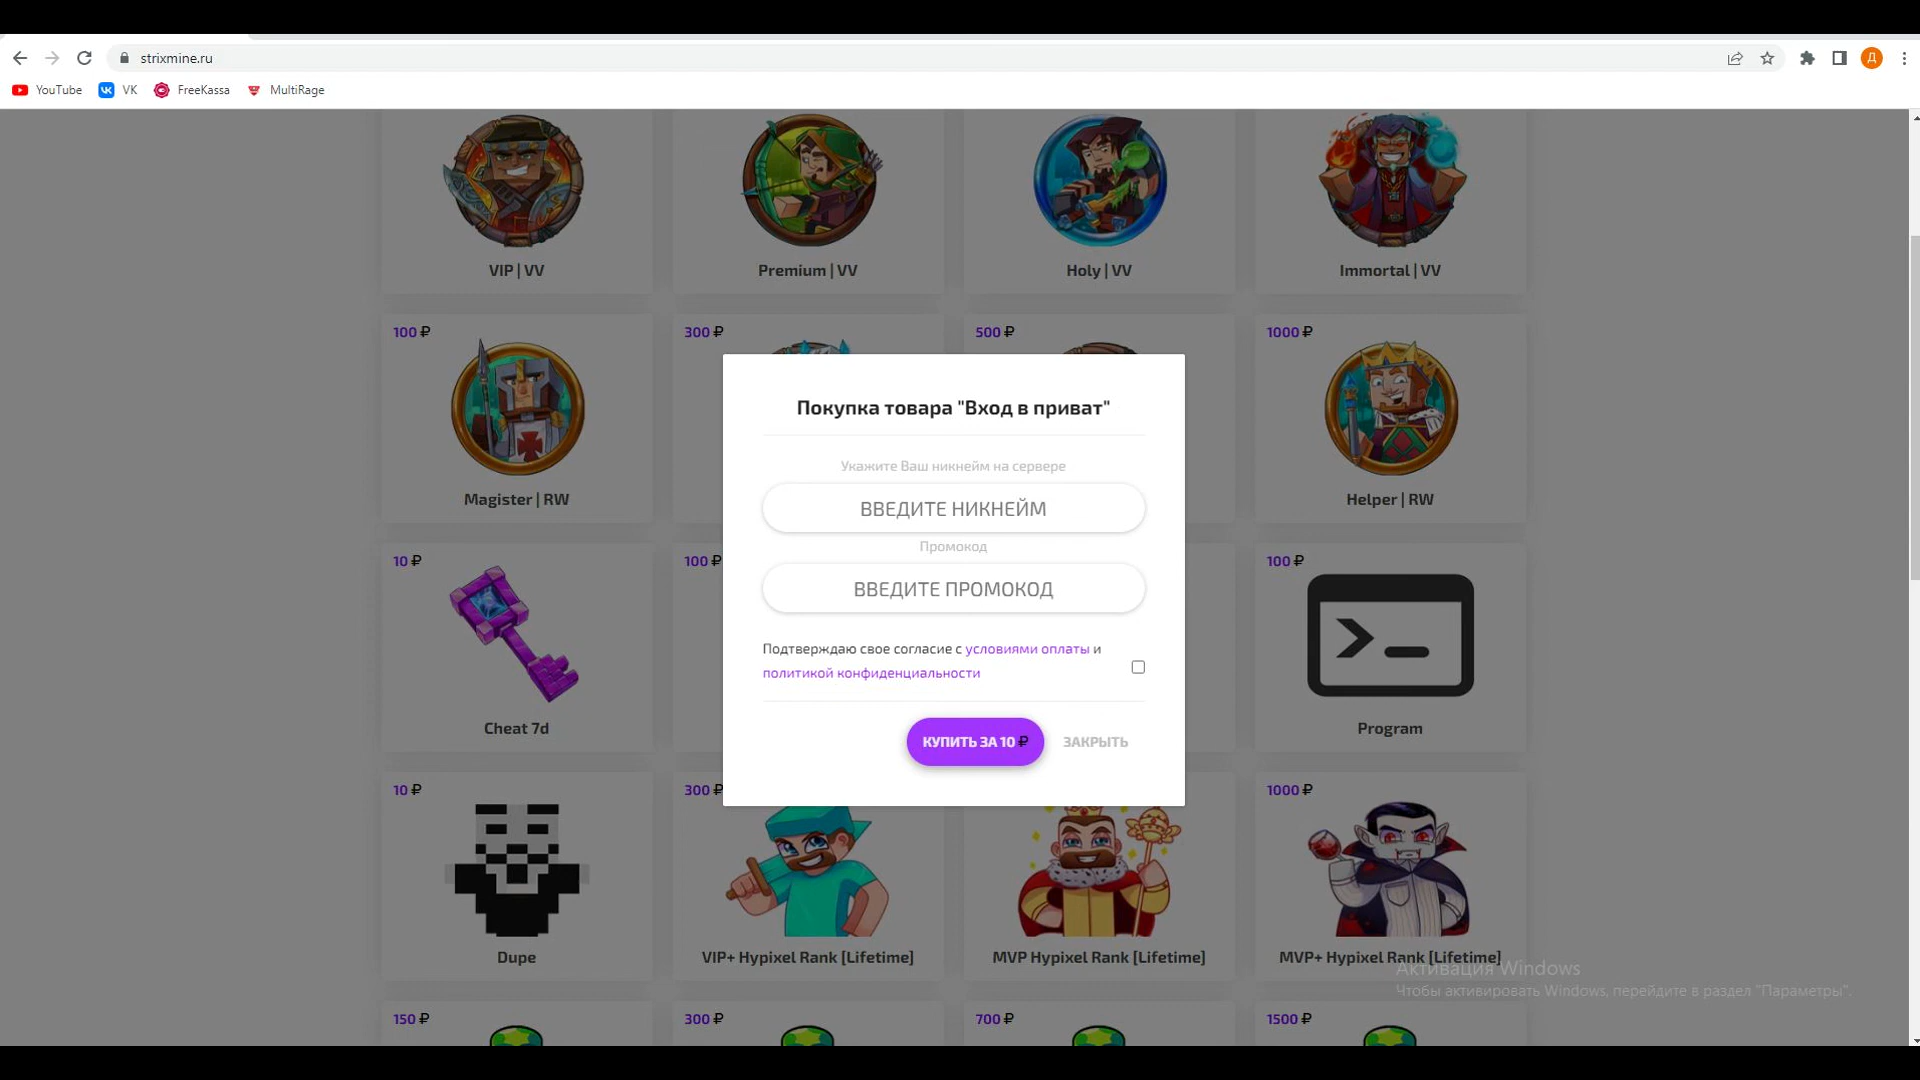 strixmine.ru
Д
YouTube VK FreeKassa MultiRage
VIP | VV
Premium | VV
Holy | VV
Immortal | VV
100 ₽
300 ₽
500 ₽
1000 ₽
Magister | RW
Helper | RW
Покупка товара "Вход в приват"
Укажите Ваш никнейм на сервере
ВВЕДИТЕ НИКНЕЙМ
Промокод
ВВЕДИТЕ ПРОМОКОД
Подтверждаю свое согласие с условиями оплаты и
политикой конфиденциальности
КУПИТЬ ЗА 10 ₽
ЗАКРЫТЬ
10 ₽
100 ₽
100 ₽
Cheat 7d
Program
10 ₽
300 ₽
1000 ₽
Dupe
VIP+ Hypixel Rank [Lifetime]
MVP Hypixel Rank [Lifetime]
MVP+ Hypixel Rank [Lifetime]
Активация Windows
Чтобы активировать Windows, перейдите в раздел "Параметры".
150 ₽
300 ₽
700 ₽
1500 ₽